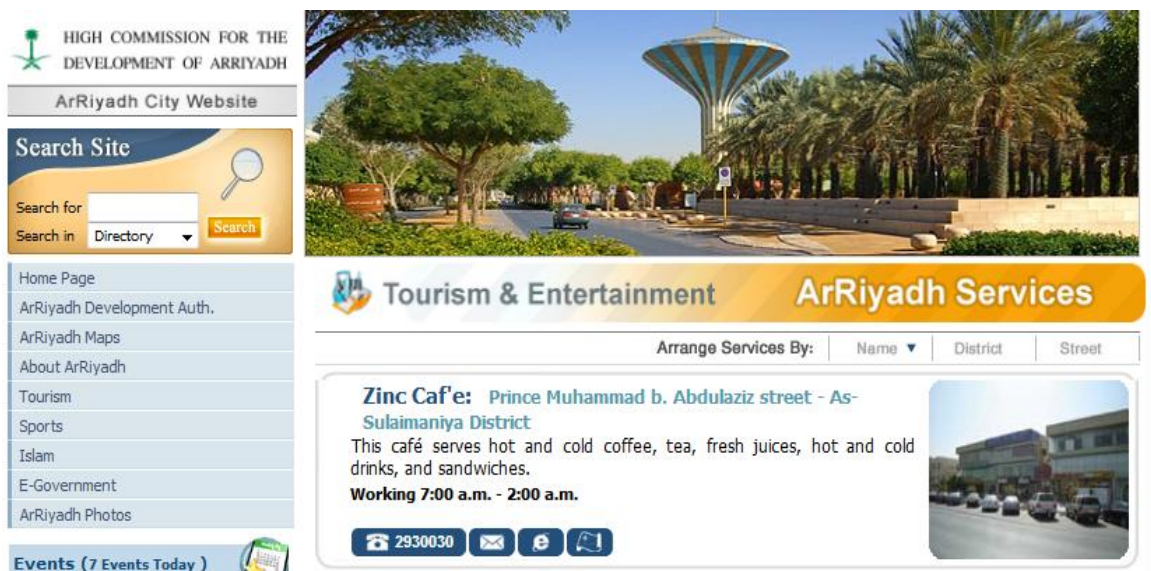 HIGH COMMISSION FOR THE
DEVELOPMENT OF ARRIYADH
ArRiyadh City Website
Search Site
Search for
Search in Directory
Search
Home Page
ArRiyadh Development Auth.
ArRiyadh Maps
About ArRiyadh
Tourism
Sports
Islam
E-Government
ArRiyadh Photos
Events (7 Events Today )
Tourism & Entertainment ArRiyadh Services
Arrange Services By: Name District Street
Zinc Caf'e: Prince Muhammad b. Abdulaziz street - As-
Sulaimaniya District
This café serves hot and cold coffee, tea, fresh juices, hot and cold
drinks, and sandwiches.
Working 7:00 a.m. - 2:00 a.m.
2930030